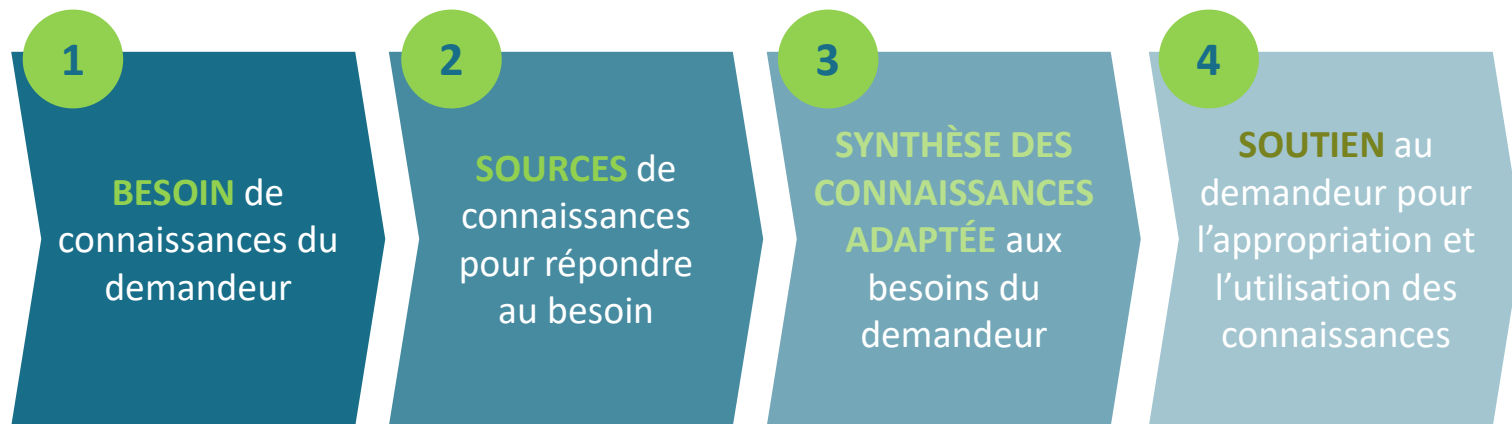 1
BESOIN de
connaissances du
demandeur
2
SOURCES de
connaissances
pour répondre
au besoin
3
SYNTHÈSE DES
CONNAISSANCES
ADAPTÉE aux
besoins du
demandeur
4
SOUTIEN au
demandeur pour
l’appropriation et
l’utilisation des
connaissances